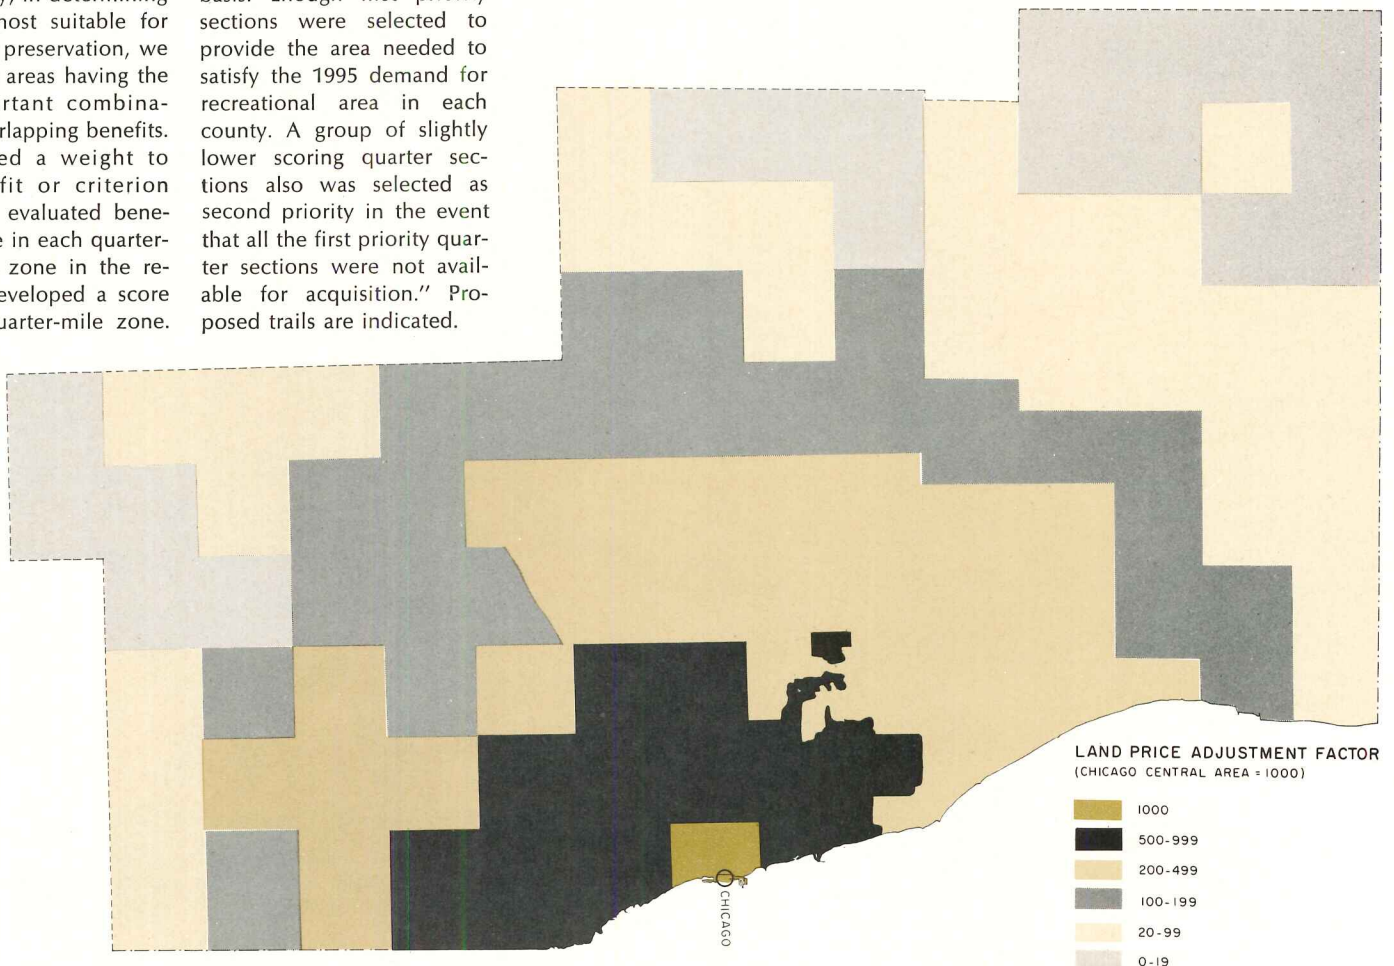 y, in determining
most suitable for
preservation, we
areas having the
rtant combina-
rlapping benefits.
ed a weight to
fit or criterion
evaluated bene-
e in each quarter-
zone in the re-
eveloped a score
uarter-mile zone.
sections were selected to
provide the area needed to
satisfy the 1995 demand for
recreational area in each
county. A group of slightly
lower scoring quarter sec-
tions also was selected as
second priority in the event
that all the first priority quar-
ter sections were not avail-
able for acquisition." Pro-
posed trails are indicated.
CHICAGO
LAND PRICE ADJUSTMENT FACTOR
(CHICAGO CENTRAL AREA = 1000)
1000
500-999
200-499
100-199
20-99
0-19